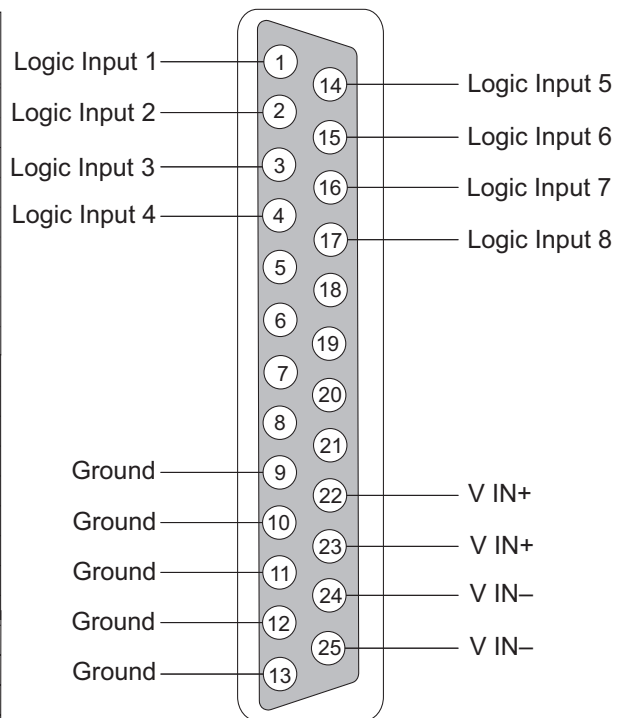 Logic Input 1
1
14
Logic Input 5
Logic Input 2
2
15
Logic Input 6
Logic Input 3
3
16
Logic Input 7
Logic Input 4
4
17
Logic Input 8
5
18
6
19
7
20
8
21
Ground
9
22
V IN+
Ground
10
23
V IN+
Ground
11
24
V IN–
Ground
12
25
V IN–
Ground
13